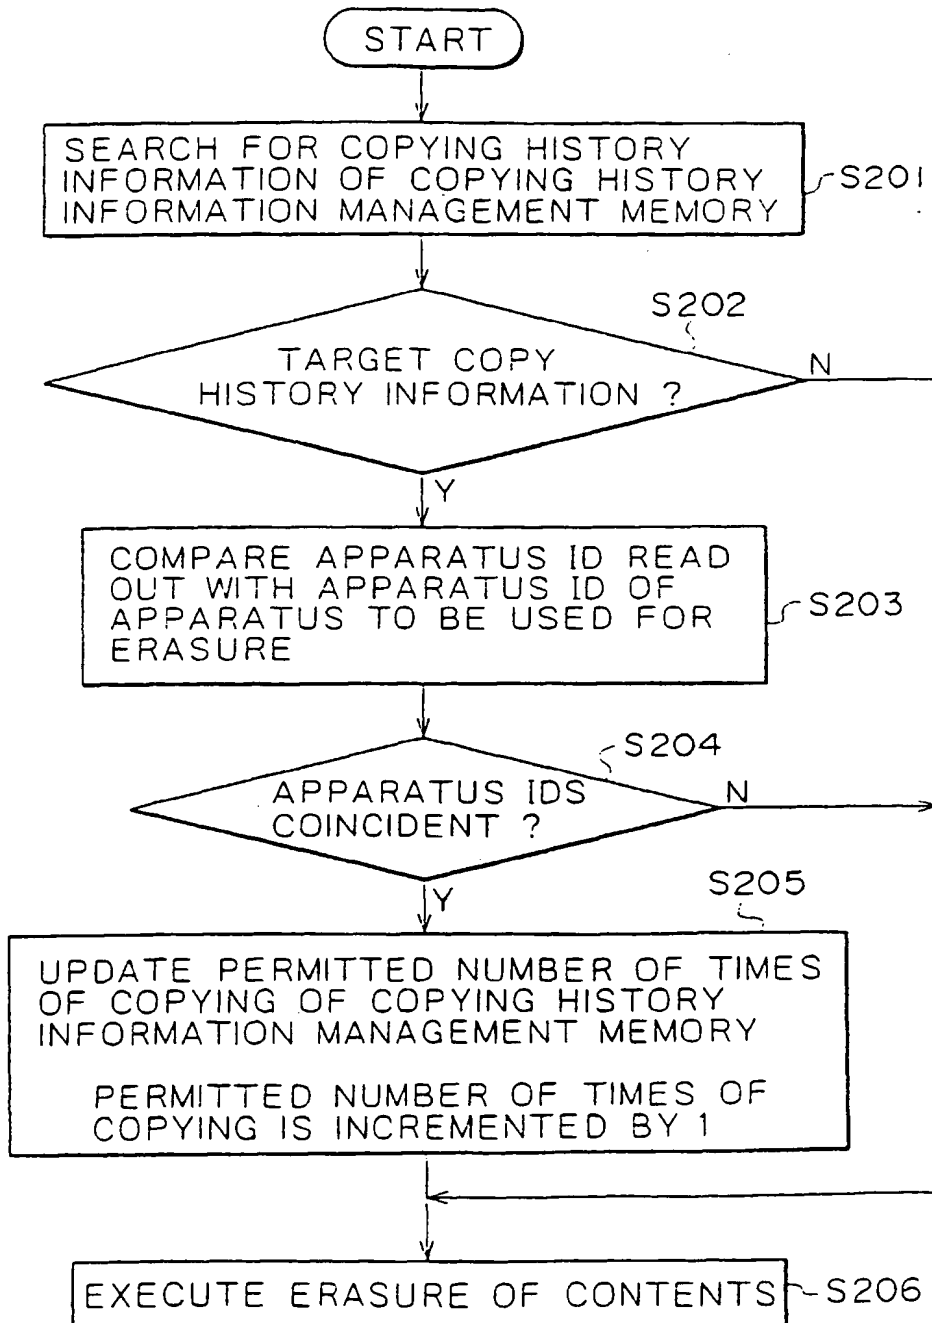 START
SEARCH FOR COPYING HISTORY
INFORMATION OF COPYING HISTORY
INFORMATION MANAGEMENT MEMORY
S201
S202
TARGET COPY
HISTORY INFORMATION ?
N
Y
COMPARE APPARATUS ID READ
OUT WITH APPARATUS ID OF
APPARATUS TO BE USED FOR
ERASURE
S203
S204
APPARATUS IDS
COINCIDENT ?
N
Y
S205
UPDATE PERMITTED NUMBER OF TIMES
OF COPYING OF COPYING HISTORY
INFORMATION MANAGEMENT MEMORY
PERMITTED NUMBER OF TIMES OF
COPYING IS INCREMENTED BY 1
EXECUTE ERASURE OF CONTENTS
S206